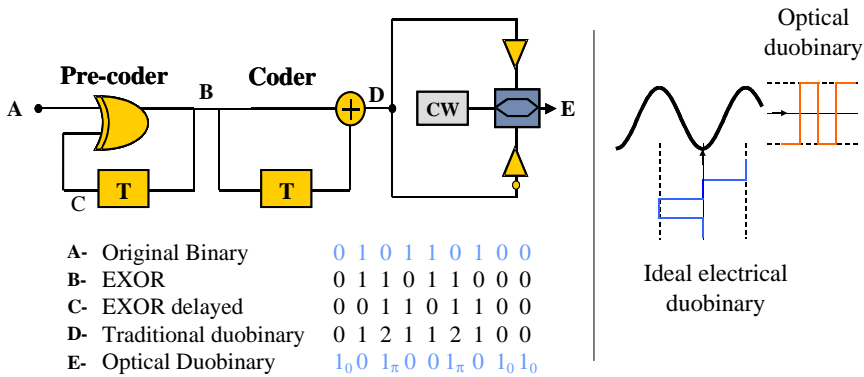 Pre-coder
Coder
A
B
C
T
T
+
D
CW
E
A- Original Binary 0 1 0 1 1 0 1 0 0
B- EXOR 0 1 1 0 1 1 0 0 0
C- EXOR delayed 0 0 1 1 0 1 1 0 0
D- Traditional duobinary 0 1 2 1 1 2 1 0 0
E- Optical Duobinary 1₀ 0 1π 0 0 1π 0 1₀ 1₀
Optical
duobinary
Ideal electrical
duobinary